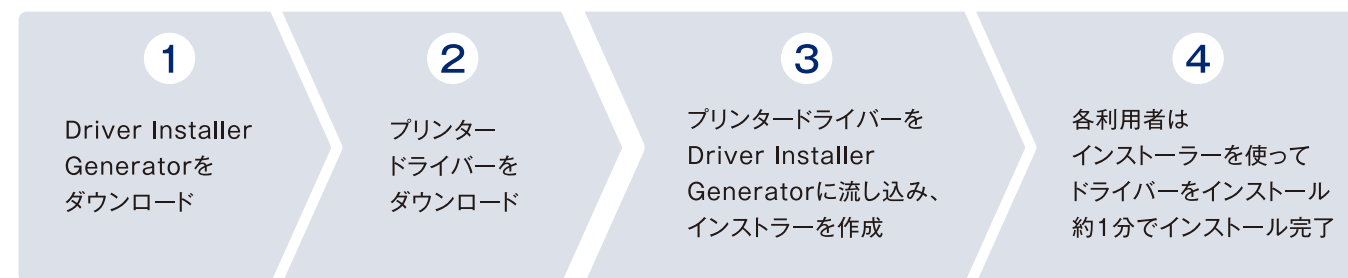 1
Driver Installer
Generatorを
ダウンロード
2
プリンター
ドライバーを
ダウンロード
3
プリンタードライバーを
Driver Installer
Generatorに流し込み、
インストラーを作成
4
各利用者は
インストーラーを使って
ドライバーをインストール
約1分でインストール完了